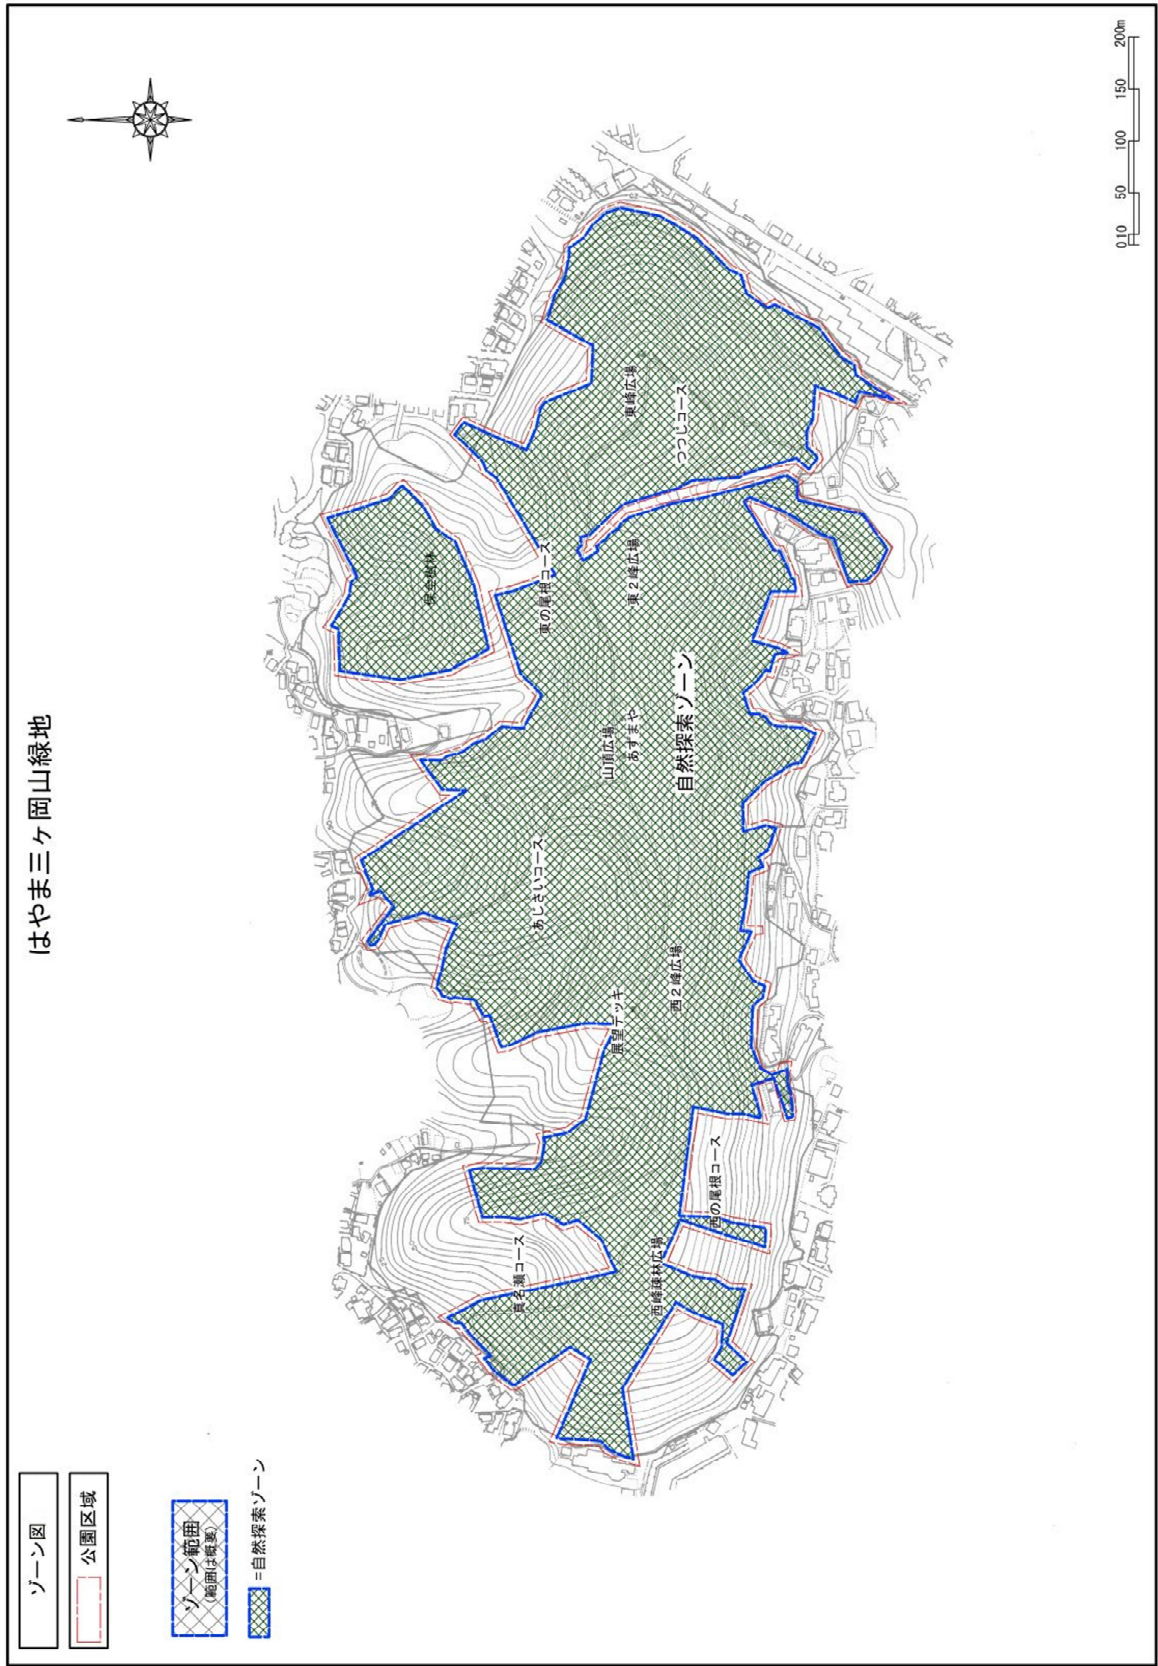 はやま三ヶ岡山緑地
ゾーン図
公園区域
ゾーン範囲
(範囲は概要)
=自然探索ゾーン
真名瀬コース
西峰疎林広場
西の尾根コース
展望デッキ
西2峰広場
あじさいコース
山頂広場
あずまや
自然探索ゾーン
保全樹林
東の尾根コース
東2峰広場
東峰広場
つつじコース
0 10 50 100 150 200m